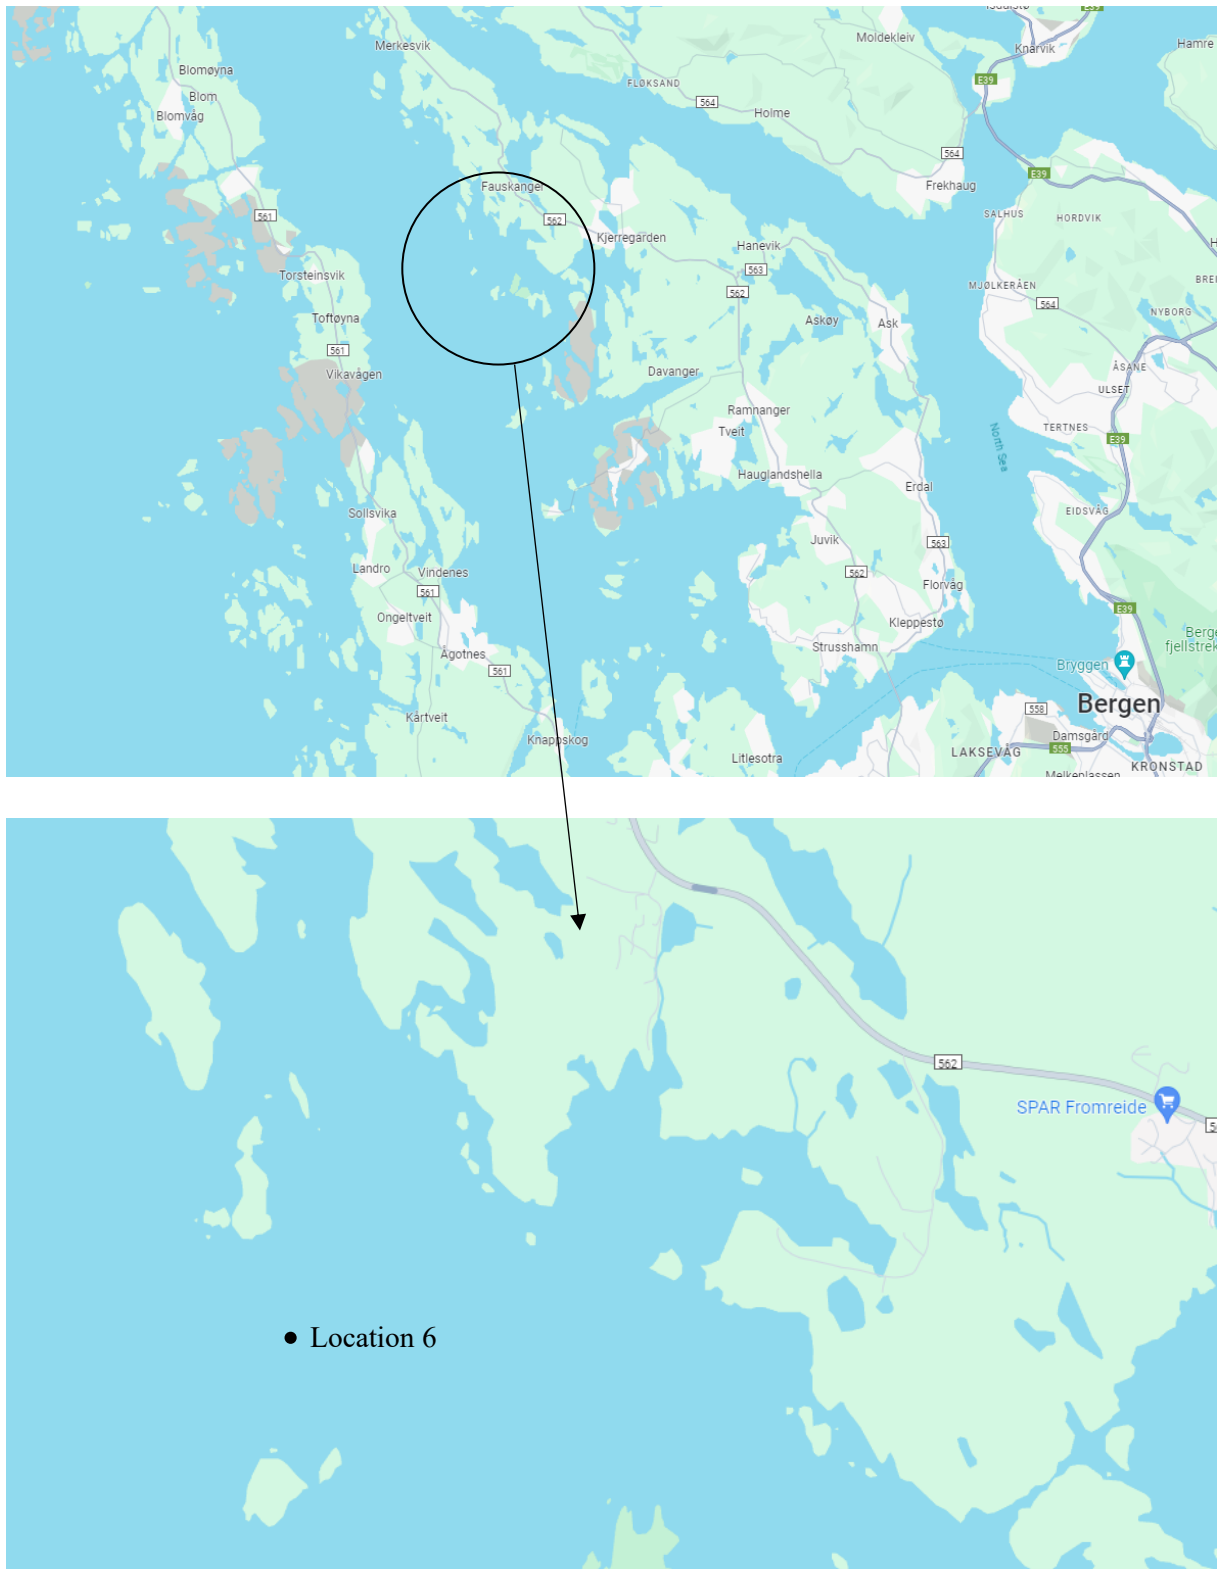 E39
Merkesvik
Moldekleiv
Knarvik
Hamre
Blomøyna
FLØKSAND
E39
Blom
564
Holme
Blomvåg
564
E39
Fauskanger
Frekhaug
561
562
SALHUS
HORDVIK
Kjerregarden
Hanevik
Torsteinsvik
563
562
MJØLKERÅEN
564
Toftøyna
Askøy
Ask
NYBORG
561
Vikavågen
Davanger
ÅSANE
ULSET
Ramnanger
Tveit
North Sea
TERTNES
E39
Hauglandshella
Erdal
Sollsvika
EIDSVÅG
Juvik
563
Landro
Vindenes
562
561
Florvåg
E39
Ongeltveit
Kleppestø
Strusshamn
Ågotnes
Bryggen
561
Bergen
Kårtveit
558
Knappskog
Damsgård
LAKSEVÅG
555
Litlesotra
KRONSTAD
Melkeplassen
562
SPAR Fromreide
Location 6